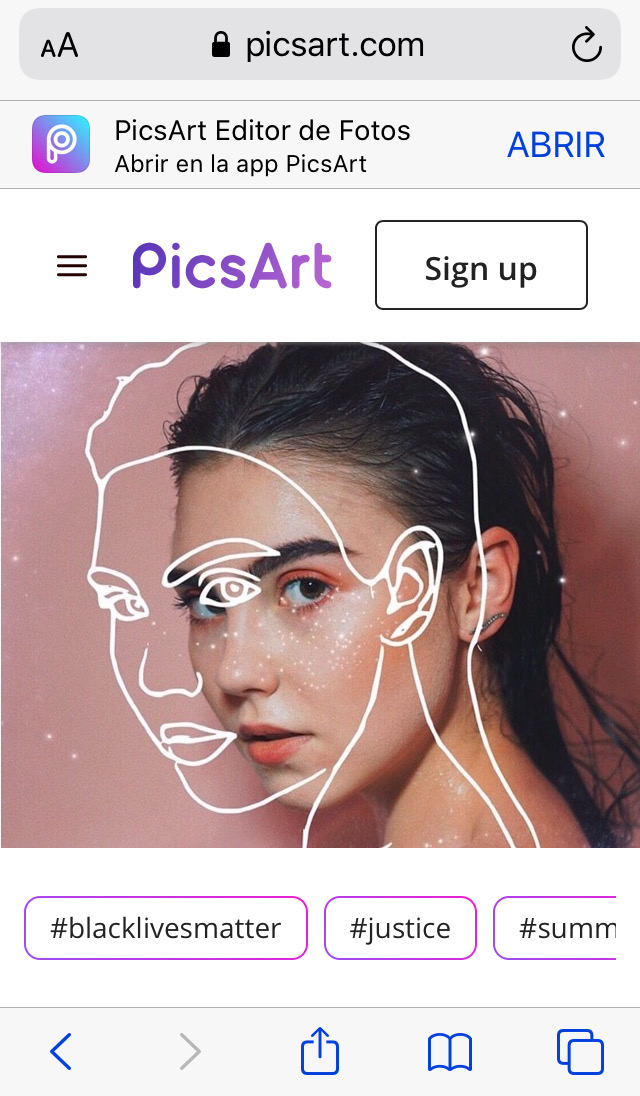 AA picsart.com
PicsArt Editor de Fotos
Abrir en la app PicsArt
ABRIR
PicsArt
Sign up
#blacklivesmatter #justice #summ